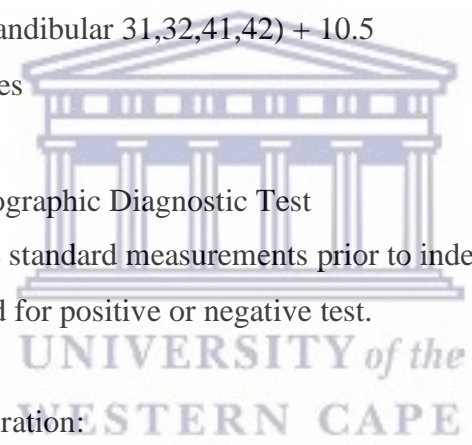 andibular 31,32,41,42) + 10.5
es
ographic Diagnostic Test
standard measurements prior to inde
d for positive or negative test.
UNIVERSITY of the
ration:
WESTERN CAPE